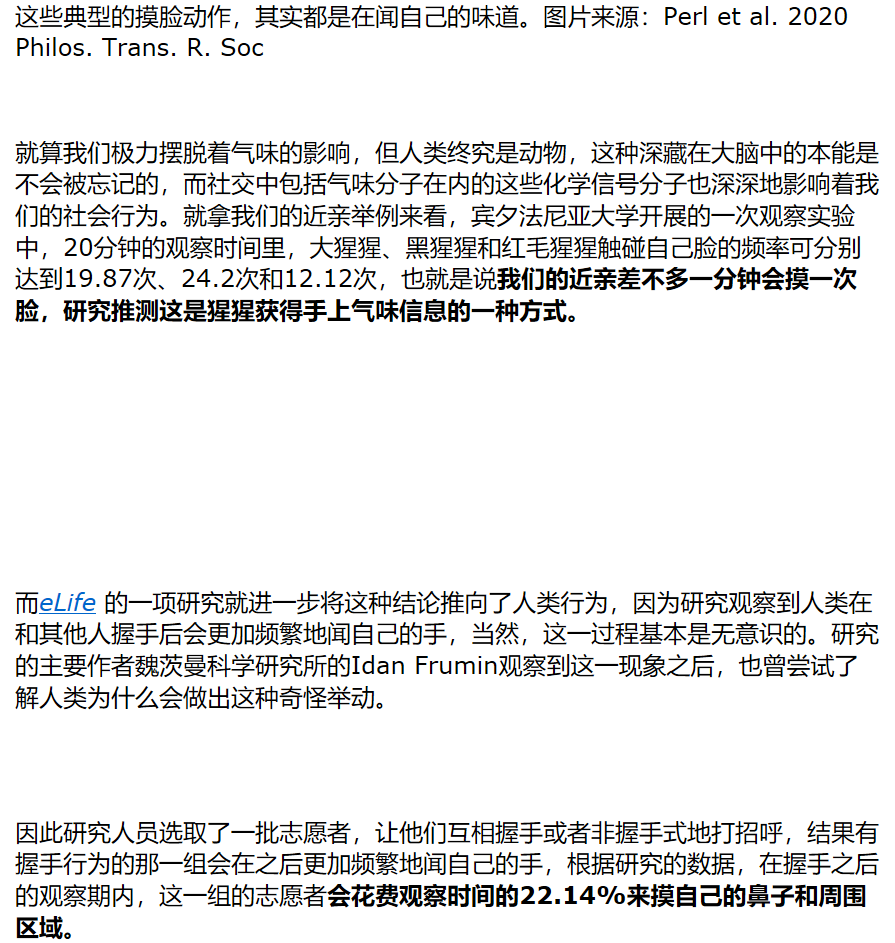 这些典型的摸脸动作，其实都是在闻自己的味道。图片来源：Perl et al. 2020
Philos. Trans. R. Soc
就算我们极力摆脱着气味的影响，但人类终究是动物，这种深藏在大脑中的本能是
不会被忘记的，而社交中包括气味分子在内的这些化学信号分子也深深地影响着我
们的社会行为。就拿我们的近亲举例来看，宾夕法尼亚大学开展的一次观察实验
中，20分钟的观察时间里，大猩猩、黑猩猩和红毛猩猩触碰自己脸的频率可分别
达到19.87次、24.2次和12.12次，也就是说我们的近亲差不多一分钟会摸一次
脸，研究推测这是猩猩获得手上气味信息的一种方式。
而eLife 的一项研究就进一步将这种结论推向了人类行为，因为研究观察到人类在
和其他人握手后会更加频繁地闻自己的手，当然，这一过程基本是无意识的。研究
的主要作者魏茨曼科学研究所的Idan Frumin观察到这一现象之后，也曾尝试了
解人类为什么会做出这种奇怪举动。
因此研究人员选取了一批志愿者，让他们互相握手或者非握手式地打招呼，结果有
握手行为的那一组会在之后更加频繁地闻自己的手，根据研究的数据，在握手之后
的观察期内，这一组的志愿者会花费观察时间的22.14%来摸自己的鼻子和周围
区域。